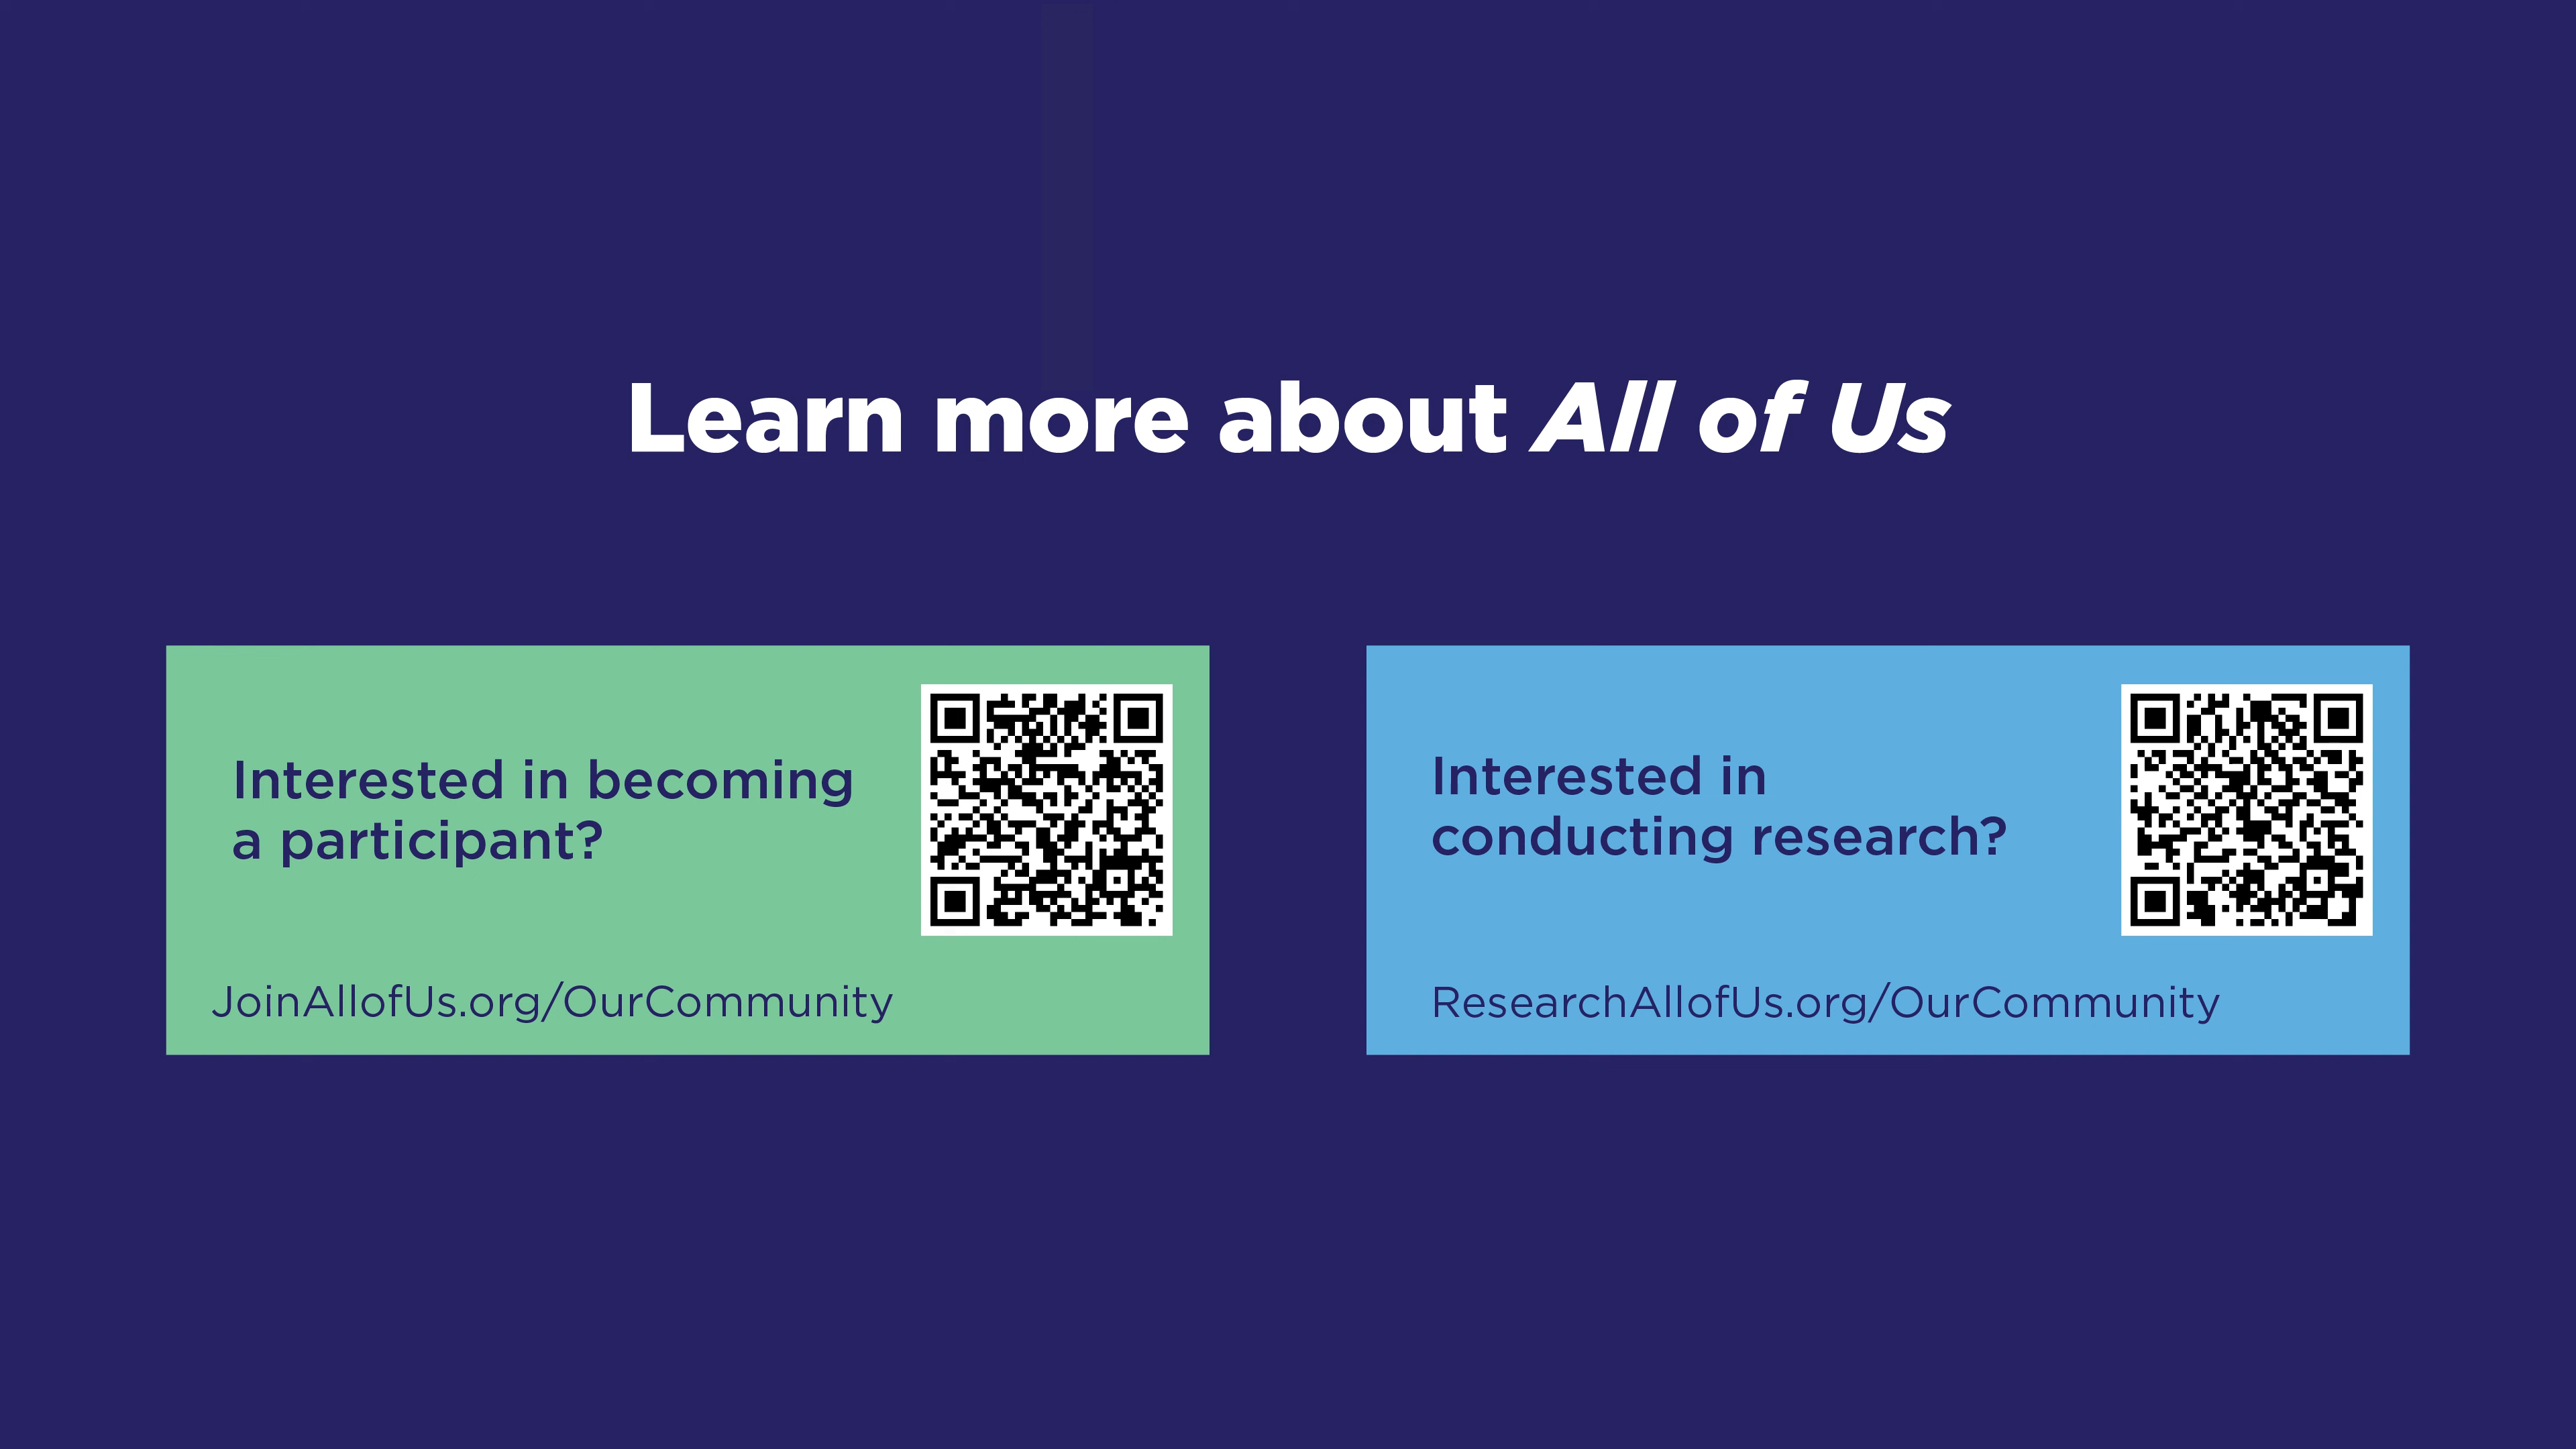 Learn more about All of Us
Interested in becoming
a participant?
JoinAllofUs.org/OurCommunity
Interested in
conducting research?
ResearchAllofUs.org/OurCommunity